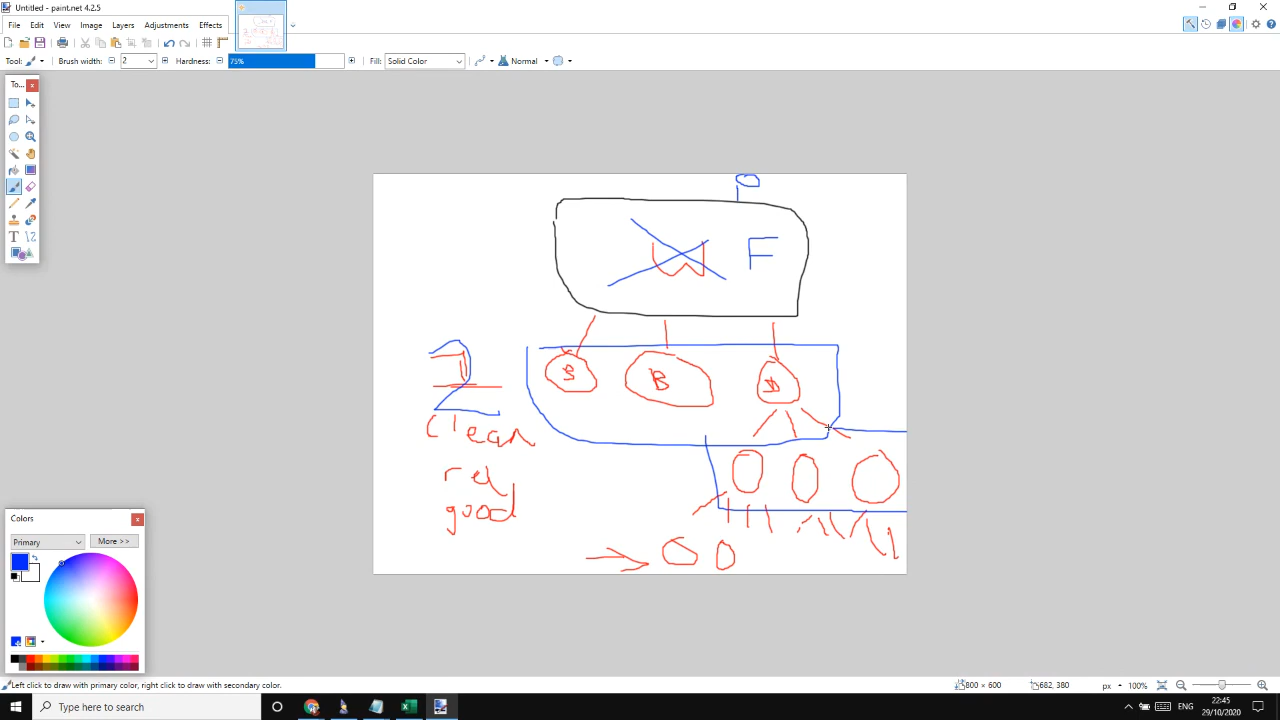 Untitled - paint.net 4.2.5
File Edit View Image Layers Adjustments Effects
Tool: Brush width: 2 Hardness: 75% Fill: Solid Color Normal
To...
W F
B B D
Clean
rel
good
Colors
Primary More >>
Left click to draw with primary color, right click to draw with secondary color. 800 × 600 682, 380 px 100%
Type here to search
ENG
22:45
29/10/2020